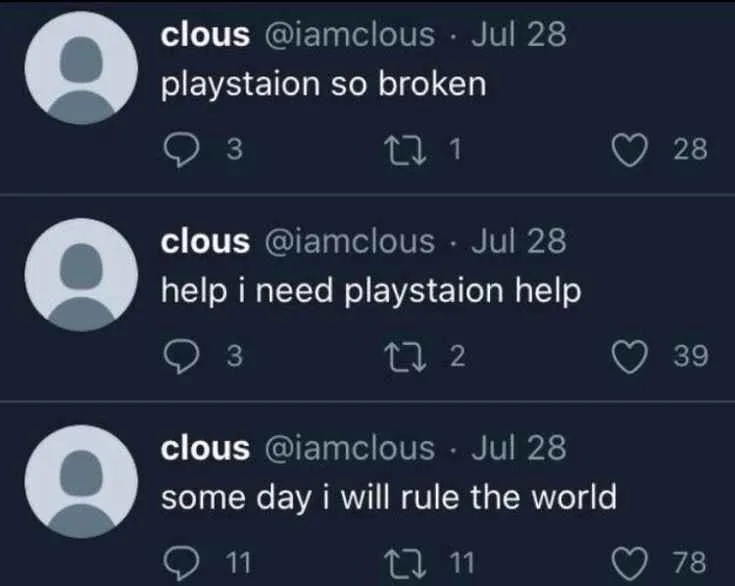 clous @iamclous · Jul 28
playstaion so broken
3 1 28
clous @iamclous · Jul 28
help i need playstaion help
3 2 39
clous @iamclous · Jul 28
some day i will rule the world
11 11 78